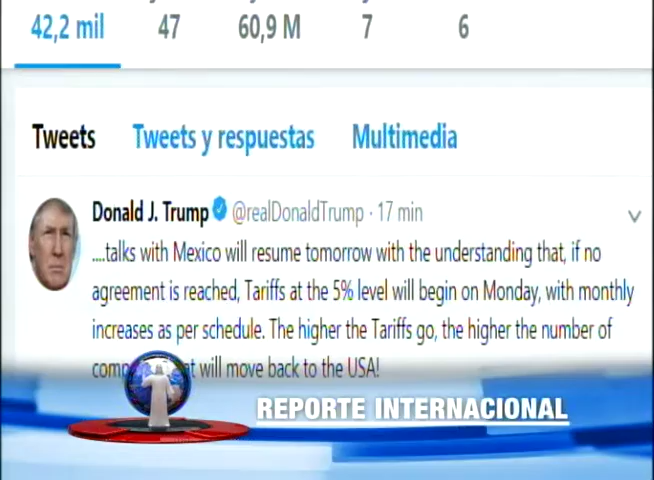 42,2 mil 47 60,9 M 7 6
Tweets Tweets y respuestas Multimedia
Donald J. Trump @realDonaldTrump · 17 min
....talks with Mexico will resume tomorrow with the understanding that, if no
agreement is reached, Tariffs at the 5% level will begin on Monday, with monthly
increases as per schedule. The higher the Tariffs go, the higher the number of
will move back to the USA!
REPORTE INTERNACIONAL